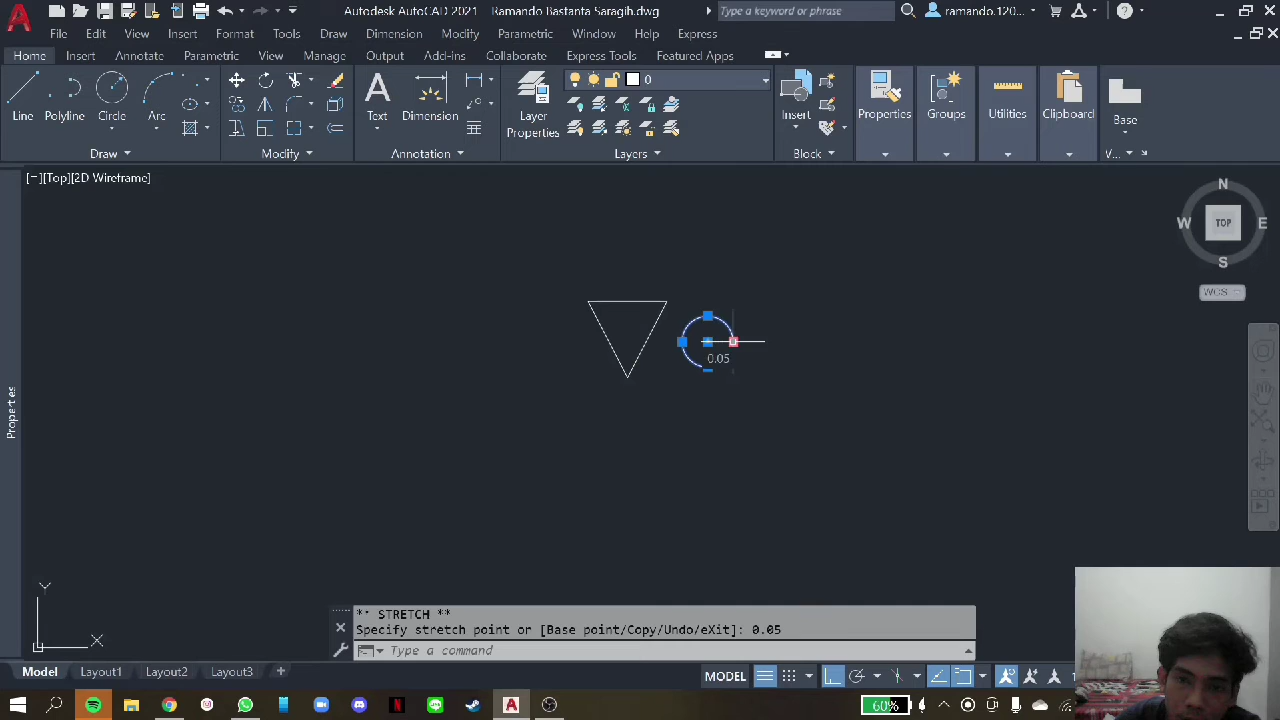 Autodesk AutoCAD 2021 Ramando Bastanta Saragih.dwg
Type a keyword or phrase
ramando.120...
File Edit View Insert Format Tools Draw Dimension Modify Parametric Window Help Express
Home Insert Annotate Parametric View Manage Output Add-ins Collaborate Express Tools Featured Apps
Line Polyline Circle Arc
Text Dimension
Layer
Properties
0
Insert
Properties Groups Utilities Clipboard Base
Draw Modify Annotation Layers Block V...
[−][Top][2D Wireframe]
N
W TOP E
S
WCS
Properties
0.05
Y
X
** STRETCH **
Specify stretch point or [Base point/Copy/Undo/eXit]: 0.05
Type a command
Model Layout1 Layout2 Layout3 +
MODEL
60%